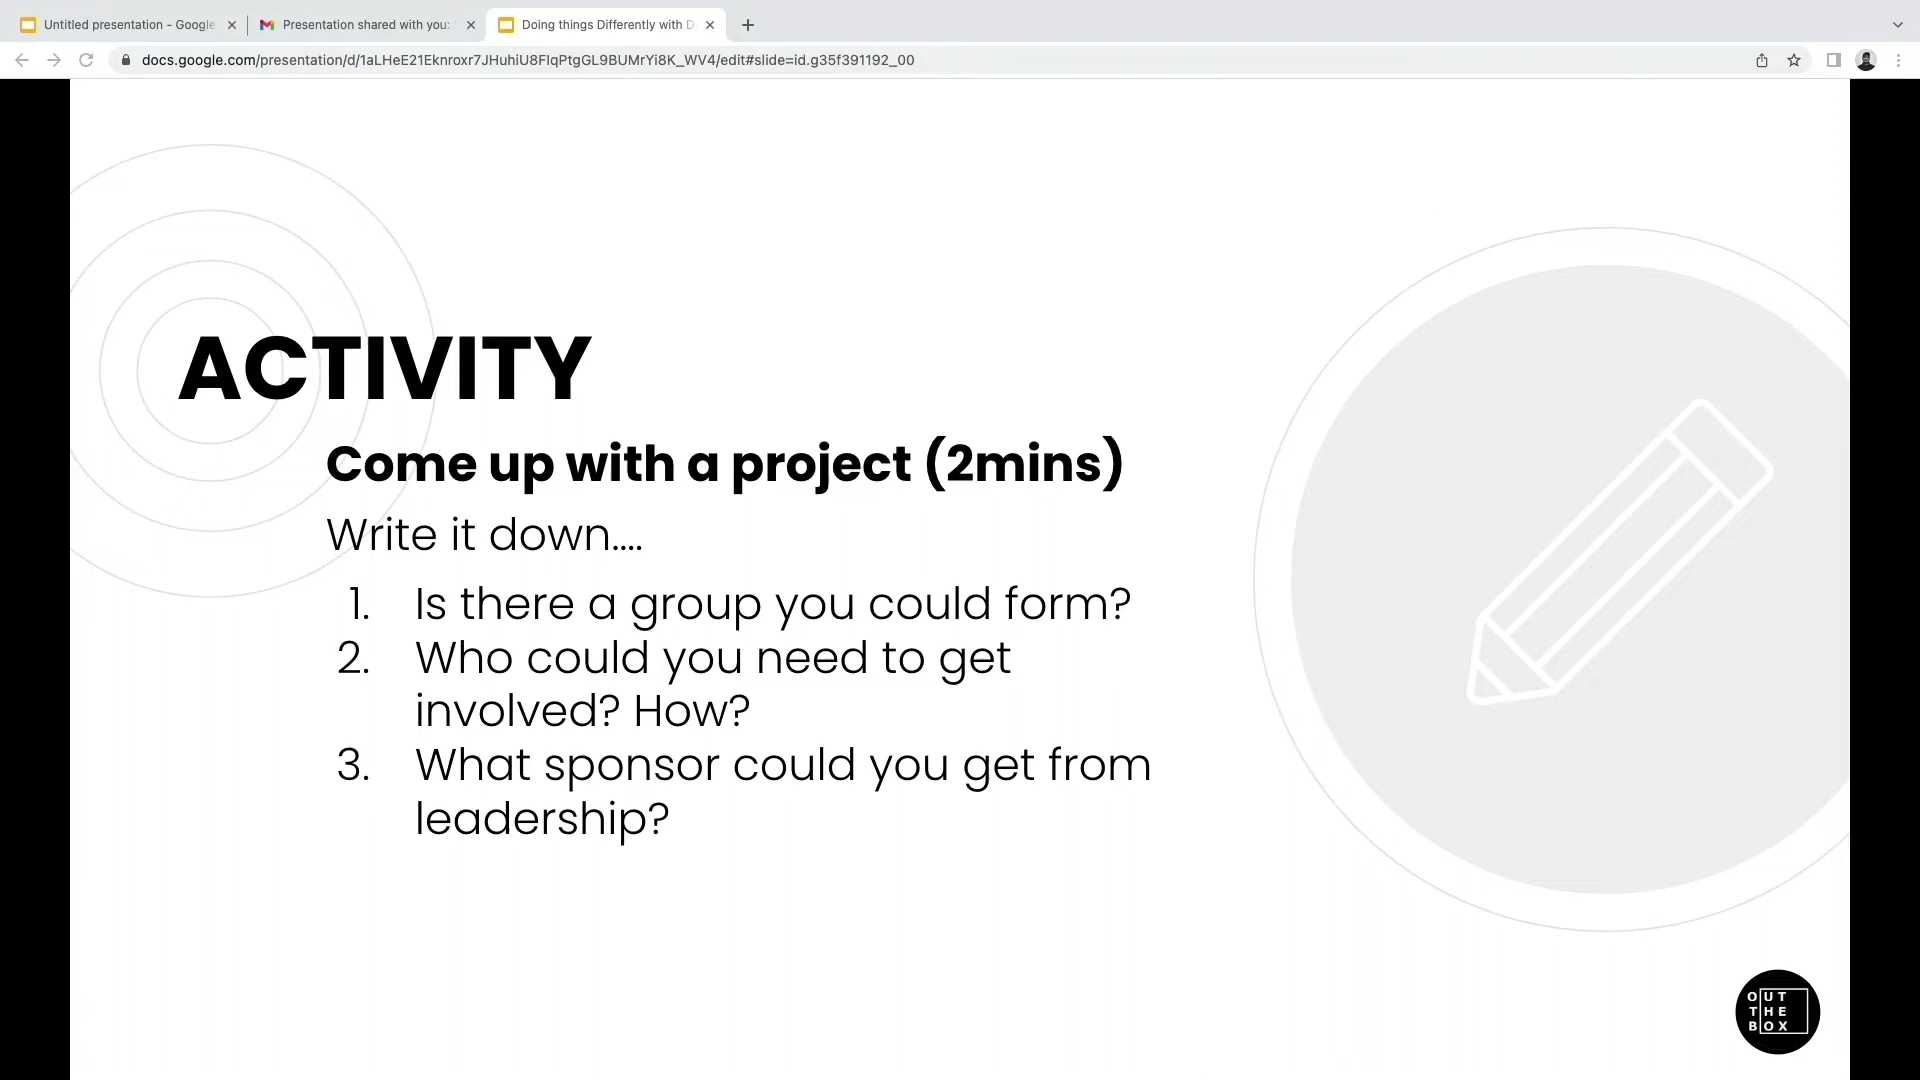 Untitled presentation - Google
Presentation shared with you:
Doing things Differently with D
docs.google.com/presentation/d/1aLHeE21Eknroxr7JHuhiU8FIqPtgGL9BUMrYi8K_WV4/edit#slide=id.g35f391192_00
ACTIVITY
Come up with a project (2mins)
Write it down....
1. Is there a group you could form?
2. Who could you need to get
involved? How?
3. What sponsor could you get from
leadership?
OUT
THE
BOX